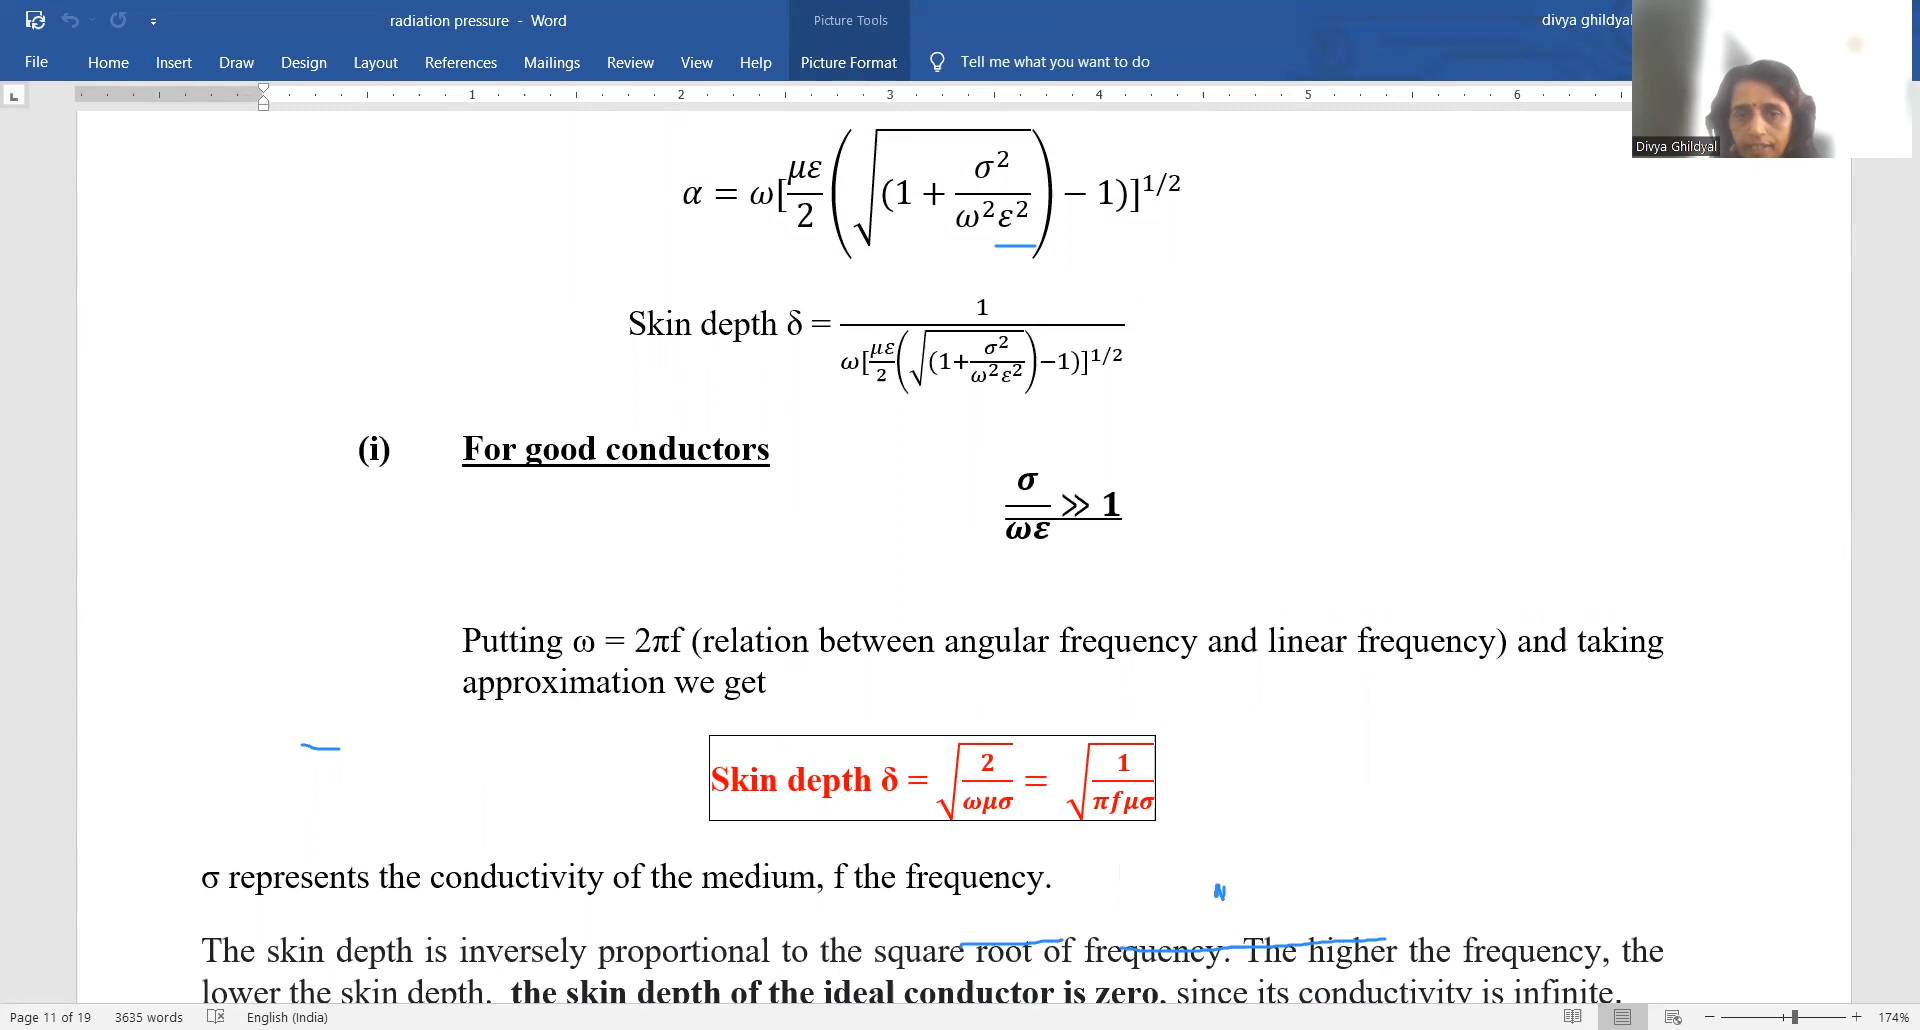 radiation pressure - Word
Picture Tools
divya ghildyal
File Home Insert Draw Design Layout References Mailings Review View Help Picture Format Tell me what you want to do
1 2 3 4 5 6
Divya Ghildyal
α = ω[με/2(√(1 + σ²/ω²ε²) − 1)]^1/2
Skin depth δ = 1/ω[με/2(√(1+σ²/ω²ε²)−1)]^1/2
(i) For good conductors
σ/ωε ≫ 1
Putting ω = 2πf (relation between angular frequency and linear frequency) and taking
approximation we get
Skin depth δ = √(2/ωμσ) = √(1/πfμσ)
σ represents the conductivity of the medium, f the frequency.
The skin depth is inversely proportional to the square root of frequency. The higher the frequency, the
lower the skin depth. the skin depth of the ideal conductor is zero, since its conductivity is infinite.
Page 11 of 19 3635 words English (India) 174%